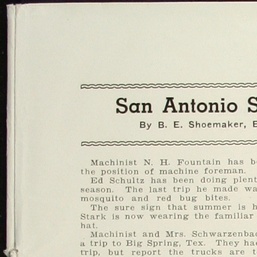 San Antonio S
By B. E. Shoemaker, E
Machinist N. H. Fountain has b
the position of machine foreman.
Ed Schultz has been doing plent
season. The last trip he made wa
mosquito and red bug bites.
The sure sign that summer is h
Stark is now wearing the familiar
hat.
Machinist and Mrs. Schwarzenbac
a trip to Big Spring, Tex. They had
trip, but report the trucks are t